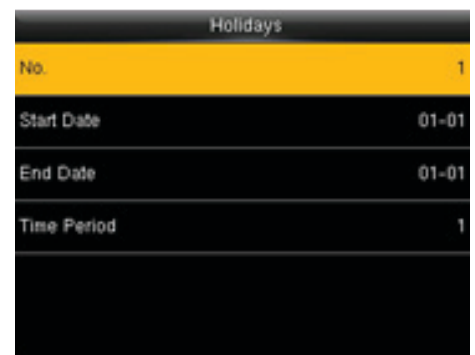 Holidays
No. 1
Start Date 01-01
End Date 01-01
Time Period 1